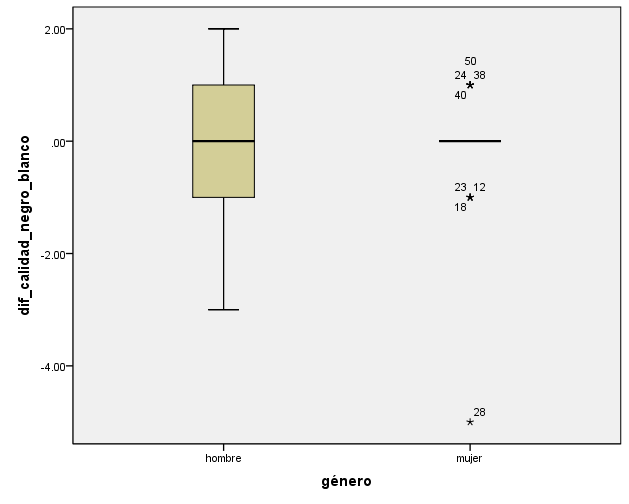 2.00
50
24 38
40
.00
23 12
18
-2.00
-4.00
28
dif_calidad_negro_blanco
hombre
mujer
género